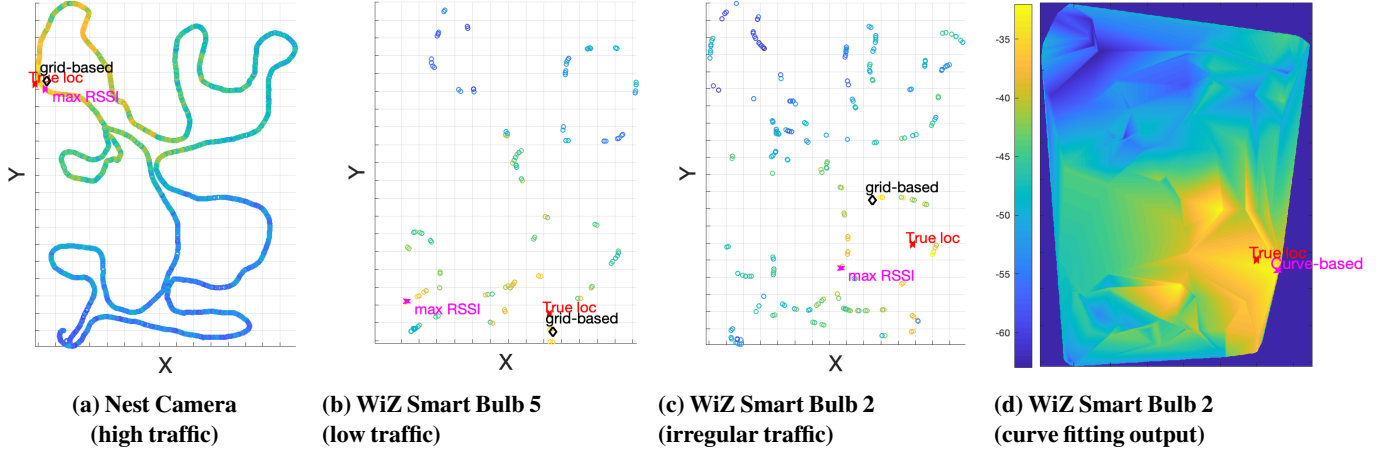 grid-based
True loc
max RSSI
Y
X
(a) Nest Camera
(high traffic)
max RSSI
True loc
grid-based
Y
X
(b) WiZ Smart Bulb 5
(low traffic)
grid-based
True loc
max RSSI
Y
X
(c) WiZ Smart Bulb 2
(irregular traffic)
-35
-40
-45
-50
-55
-60
True loc
Curve-based
(d) WiZ Smart Bulb 2
(curve fitting output)